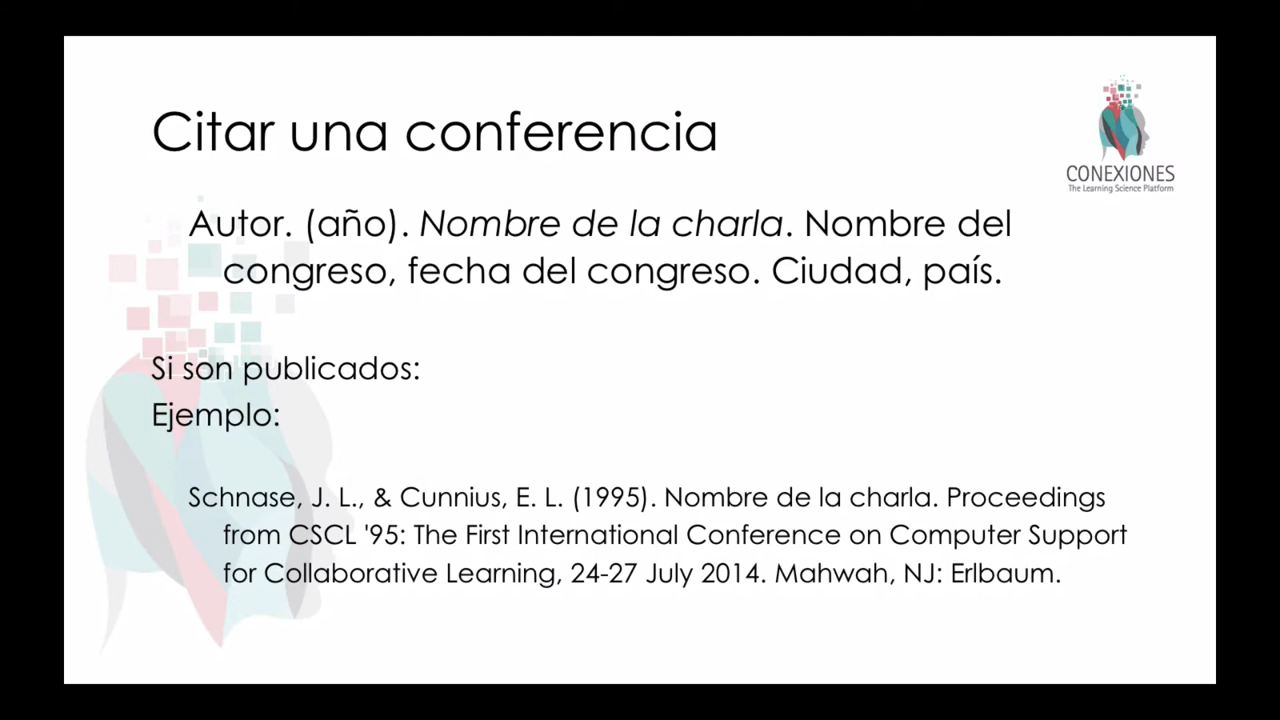 Citar una conferencia
CONEXIONES
The Learning Science Platform
Autor. (año). Nombre de la charla. Nombre del
congreso, fecha del congreso. Ciudad, país.
Si son publicados:
Ejemplo:
Schnase, J. L., & Cunnius, E. L. (1995). Nombre de la charla. Proceedings
from CSCL '95: The First International Conference on Computer Support
for Collaborative Learning, 24-27 July 2014. Mahwah, NJ: Erlbaum.